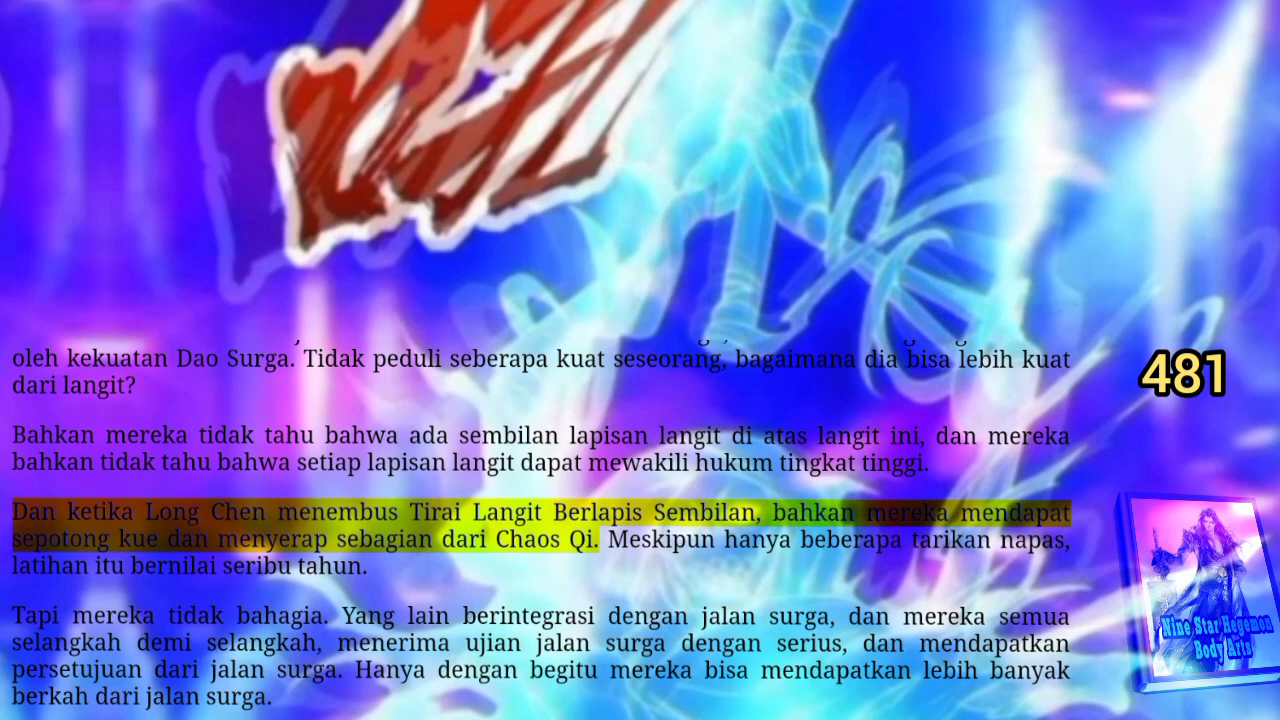 oleh kekuatan Dao Surga. Tidak peduli seberapa kuat seseorang, bagaimana dia bisa lebih kuat
dari langit?
Bahkan mereka tidak tahu bahwa ada sembilan lapisan langit di atas langit ini, dan mereka
bahkan tidak tahu bahwa setiap lapisan langit dapat mewakili hukum tingkat tinggi.
Dan ketika Long Chen menembus Tirai Langit Berlapis Sembilan, bahkan mereka mendapat
sepotong kue dan menyerap sebagian dari Chaos Qi. Meskipun hanya beberapa tarikan napas,
latihan itu bernilai seribu tahun.
Tapi mereka tidak bahagia. Yang lain berintegrasi dengan jalan surga, dan mereka semua
selangkah demi selangkah, menerima ujian jalan surga dengan serius, dan mendapatkan
persetujuan dari jalan surga. Hanya dengan begitu mereka bisa mendapatkan lebih banyak
berkah dari jalan surga.
481
Nine Star Hegemon
Body Arts